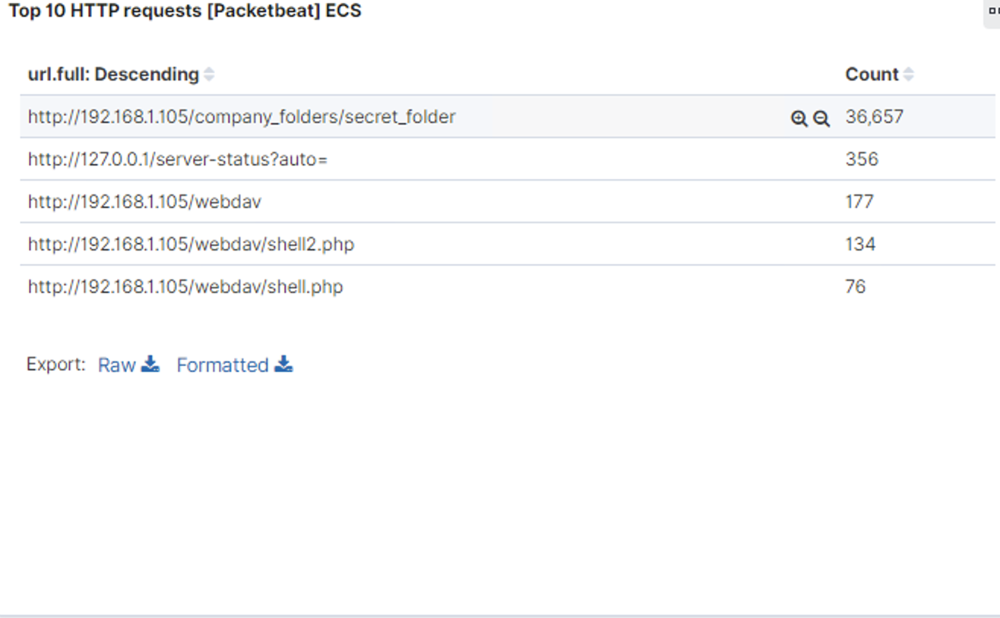 Top 10 HTTP requests [Packetbeat] ECS
url.full: Descending Count
http://192.168.1.105/company_folders/secret_folder 36,657
http://127.0.0.1/server-status?auto= 356
http://192.168.1.105/webdav 177
http://192.168.1.105/webdav/shell2.php 134
http://192.168.1.105/webdav/shell.php 76
Export: Raw Formatted